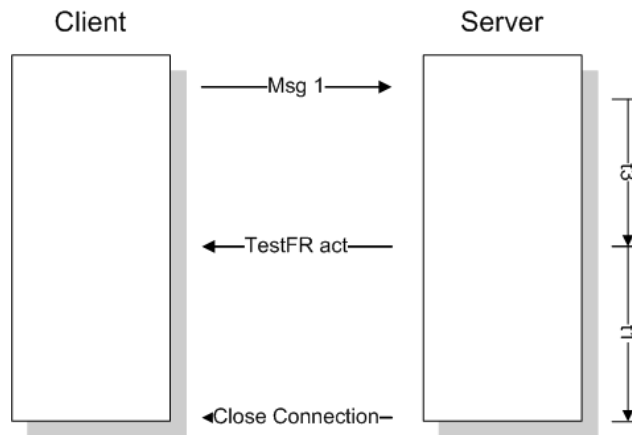 Client
Server
Msg 1
t3
TestFR act
t1
Close Connection